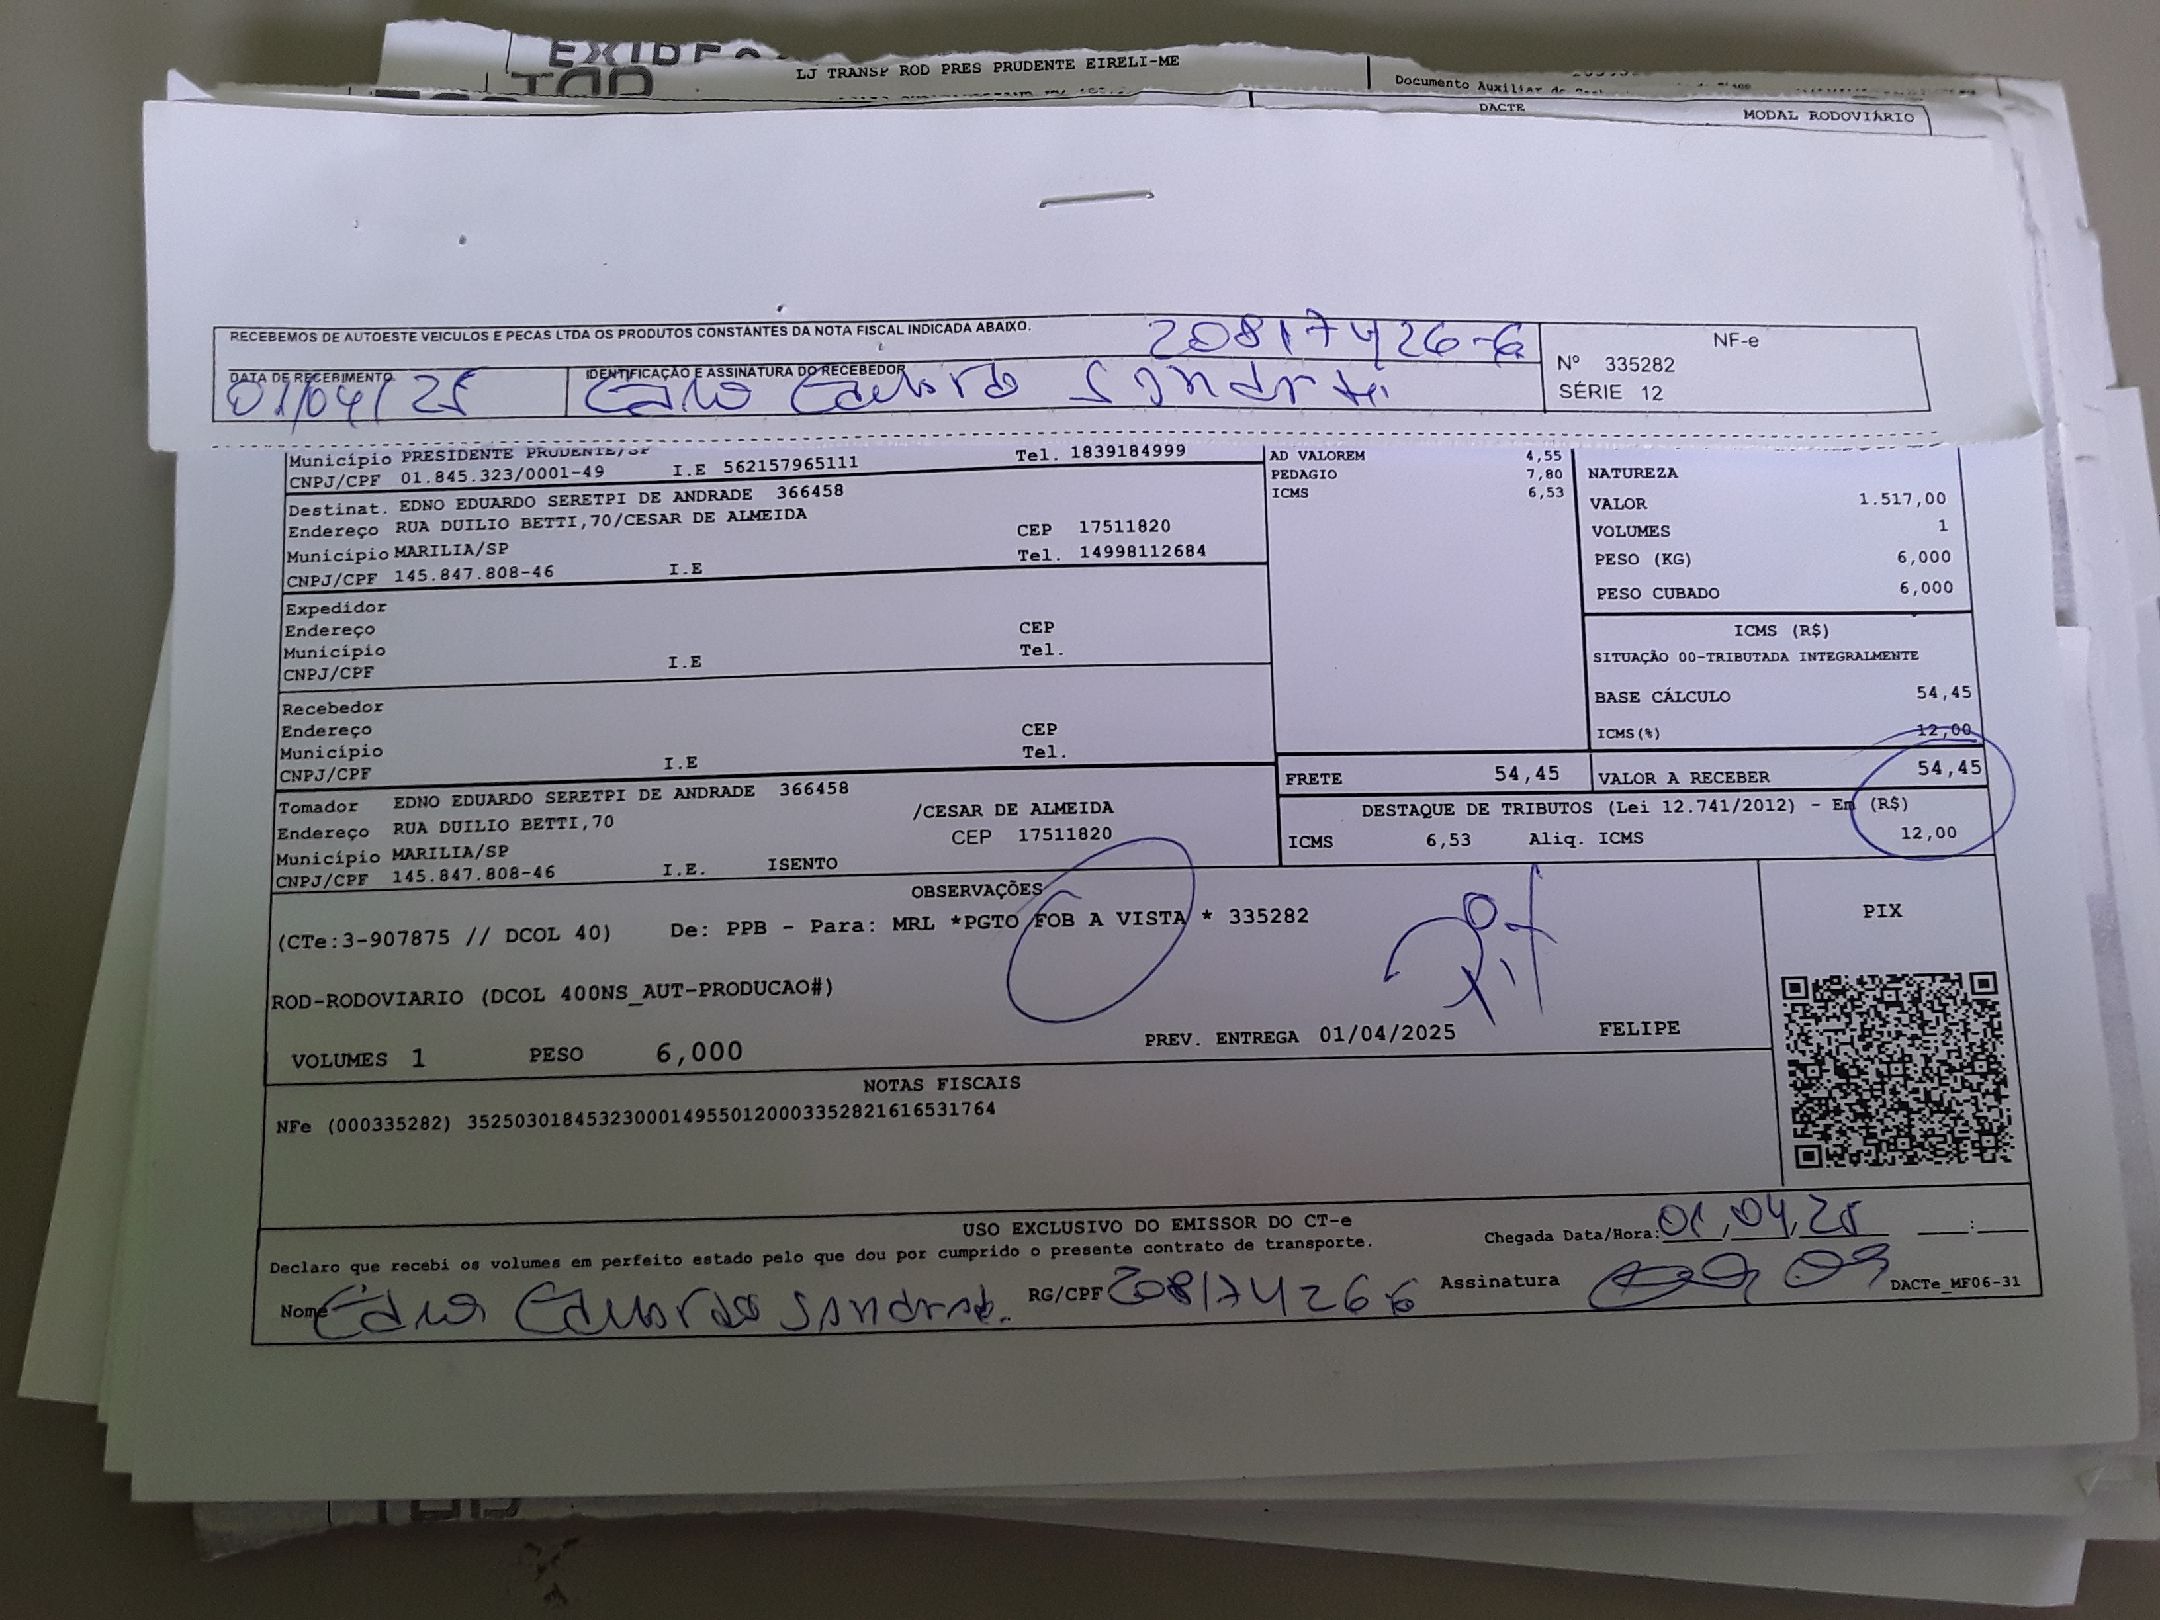 LJ TRANSP ROD PRES PRUDENTE EIRELI-ME
Documento Auxiliar
DACTE
MODAL RODOVIÁRIO
RECEBEMOS DE AUTOESTE VEICULOS E PECAS LTDA OS PRODUTOS CONSTANTES DA NOTA FISCAL INDICADA ABAIXO.
20817426-6
NF-e
Nº 335282
SÉRIE 12
DATA DE RECEBIMENTO
01/04/25
IDENTIFICAÇÃO E ASSINATURA DO RECEBEDOR
Município PRESIDENTE PRUDENTE/SP Tel. 1839184999
CNPJ/CPF 01.845.323/0001-49 I.E 562157965111
Destinat. EDNO EDUARDO SERETPI DE ANDRADE 366458
Endereço RUA DUILIO BETTI,70/CESAR DE ALMEIDA CEP 17511820
Município MARILIA/SP Tel. 14998112684
CNPJ/CPF 145.847.808-46 I.E
Expedidor
Endereço CEP
Município Tel.
CNPJ/CPF I.E
Recebedor
Endereço CEP
Município Tel.
CNPJ/CPF I.E
Tomador EDNO EDUARDO SERETPI DE ANDRADE 366458
Endereço RUA DUILIO BETTI,70 /CESAR DE ALMEIDA
Município MARILIA/SP CEP 17511820
CNPJ/CPF 145.847.808-46 I.E. ISENTO
AD VALOREM 4,55
PEDAGIO 7,80
ICMS 6,53
NATUREZA
VALOR 1.517,00
VOLUMES 1
PESO (KG) 6,000
PESO CUBADO 6,000
ICMS (R$)
SITUAÇÃO 00-TRIBUTADA INTEGRALMENTE
BASE CÁLCULO 54,45
ICMS(%) 12,00
FRETE 54,45 VALOR A RECEBER 54,45
DESTAQUE DE TRIBUTOS (Lei 12.741/2012) - Em (R$)
ICMS 6,53 Aliq. ICMS 12,00
OBSERVAÇÕES
(CTe:3-907875 // DCOL 40) De: PPB - Para: MRL *PGTO FOB A VISTA * 335282
ROD-RODOVIARIO (DCOL 400NS_AUT-PRODUCAO#)
VOLUMES 1 PESO 6,000 PREV. ENTREGA 01/04/2025 FELIPE
PIX
NOTAS FISCAIS
NFe (000335282) 35250301845323000149550120003352821616531764
USO EXCLUSIVO DO EMISSOR DO CT-e
Chegada Data/Hora: 01/04/25 :
Declaro que recebi os volumes em perfeito estado pelo que dou por cumprido o presente contrato de transporte.
Nome RG/CPF 208174266 Assinatura DACTe_MF06-31